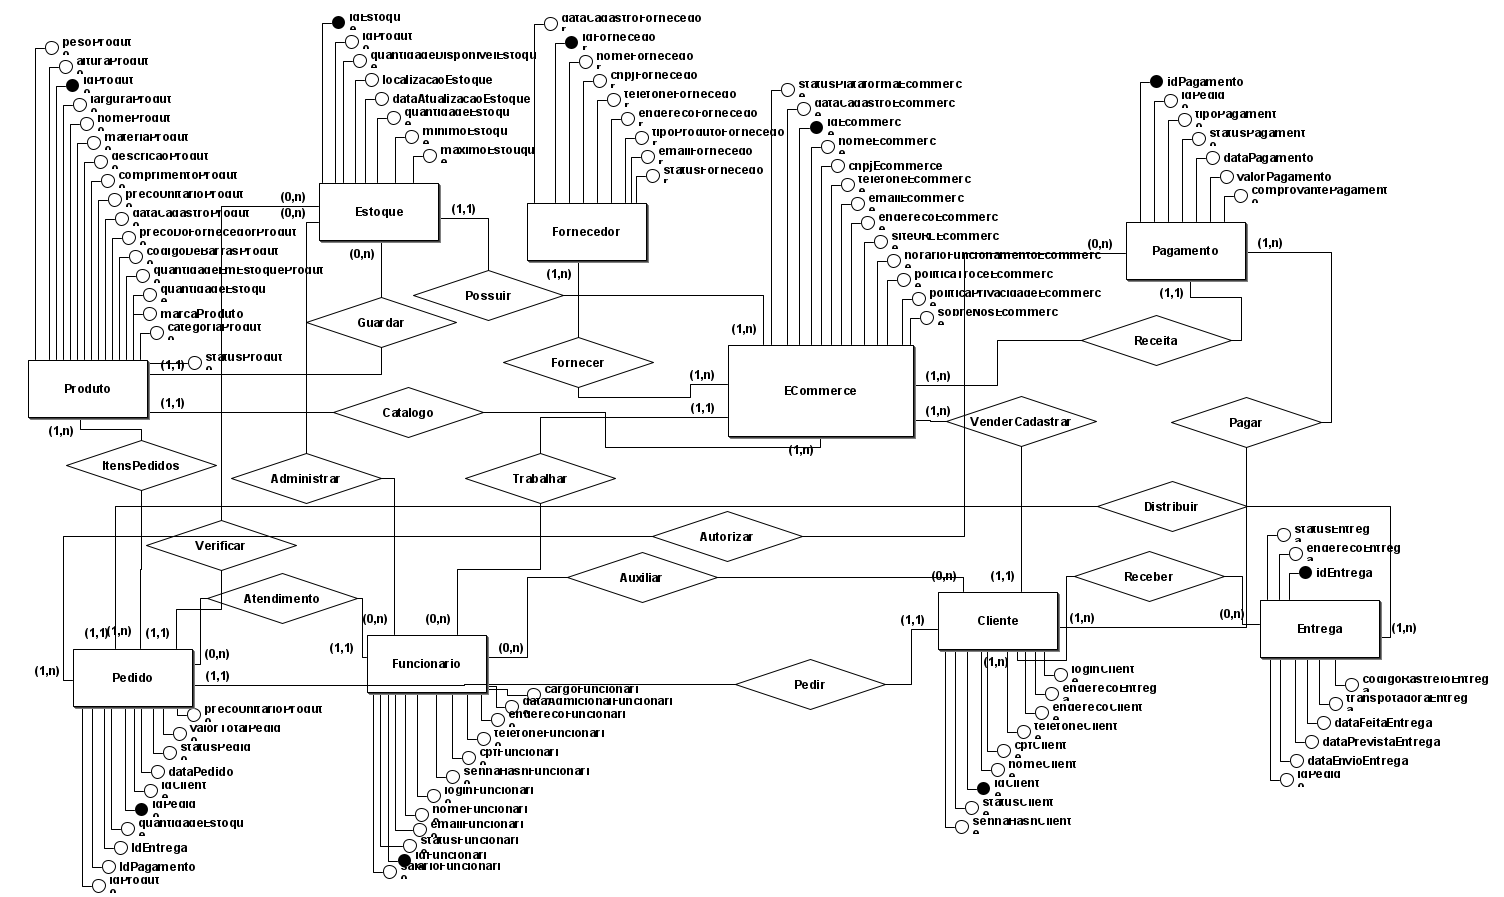 pesoProduto
alturaProduto
idProduto
larguraProduto
nomeProduto
materiaProduto
descricaoProduto
comprimentoProduto
precoUnitarioProduto
dataCadastroProduto
precoDoFornecedorProduto
codigoDeBarrasProduto
quantidadeEmEstoqueProduto
quantidadeEstoque
marcaProduto
categoriaProduto
statusProduto
Produto
(1,1)
(1,1)
(1,n)
idEstoque
idProduto
quantidadeDisponivelEstoque
localizacaoEstoque
dataAtualizacaoEstoque
quantidadeEstoque
minimoEstoque
maximoEstouque
Estoque
(0,n)
(0,n)
(0,n)
(1,1)
dataCadastroFornecedor
idFornecedor
nomeFornecedor
cnpjFornecedor
telefoneFornecedor
enderecoFornecedor
tipoProdutoFornecedor
emailFornecedor
statusFornecedor
Fornecedor
(1,n)
statusPlataformaEcommerce
dataCadastroEcommerce
idEcommerce
nomeEcommerce
cnpjEcommerce
telefoneEcommerce
emailEcommerce
enderecoEcommerce
siteURLEcommerce
horarioFuncionamentoEcommerce
politicaTroceEcommerce
politicaPrivacidadeEcommerce
sobreNosEcommerce
ECommerce
(1,n)
(1,n)
(1,1)
(1,n)
(1,n)
(1,n)
idPagamento
idPedido
tipoPagamento
statusPagamento
dataPagamento
valorPagamento
comprovantePagamento
Pagamento
(0,n)
(1,n)
(1,1)
Possuir
Guardar
Fornecer
Receita
Catalogo
VenderCadastrar
Pagar
ItensPedidos
Administrar
Trabalhar
Distribuir
Verificar
Autorizar
Auxiliar
Receber
Atendimento
Pedir
Pedido
(1,1)
(1,n)
(1,1)
(1,n)
(0,n)
(1,1)
precoUnitarioProduto
valorTotalPedido
statusPedido
dataPedido
idCliente
idPedido
quantidadeEstoque
IdEntrega
IdPagamento
idProduto
Funcionario
(0,n)
(0,n)
(1,1)
(0,n)
cargoFuncionario
dataAdmicionalFuncionario
enderecoFuncionario
telefoneFuncionario
cpfFuncionario
senhaHashFuncionario
loginFuncionario
nomeFuncionario
emailFuncionario
statusFuncionario
idFuncionario
salarioFuncionario
Cliente
(0,n)
(1,1)
(1,1)
(1,n)
(1,n)
loginCliente
enderecoEntrega
enderecoCliente
telefoneCliente
cpfCliente
nomeCliente
idCliente
statusCliente
senhaHashCliente
statusEntrega
enderecoEntrega
idEntrega
Entrega
(0,n)
(1,n)
codigoRastreioEntrega
transpotadoraEntrega
dataFeitaEntrega
dataPrevistaEntrega
dataEnvioEntrega
idPedido